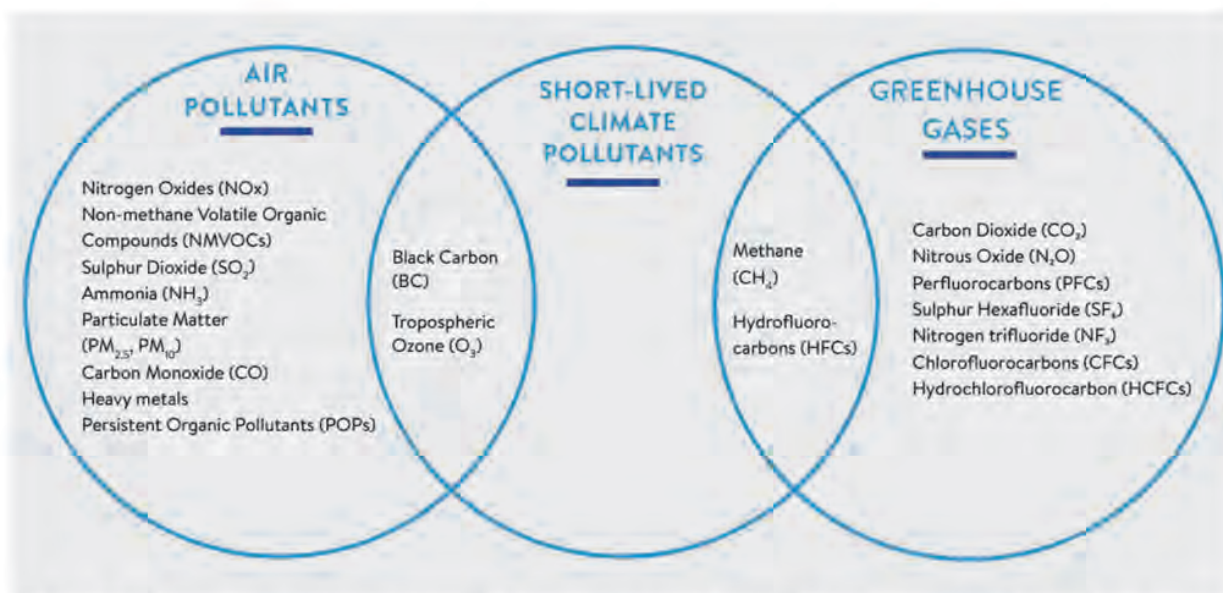 AIR
POLLUTANTS
Nitrogen Oxides (NOx)
Non-methane Volatile Organic
Compounds (NMVOCs)
Sulphur Dioxide (SO₂)
Ammonia (NH₃)
Particulate Matter
(PM₂.₅, PM₁₀)
Carbon Monoxide (CO)
Heavy metals
Persistent Organic Pollutants (POPs)
Black Carbon
(BC)
Tropospheric
Ozone (O₃)
SHORT-LIVED
CLIMATE
POLLUTANTS
Methane
(CH₄)
Hydrofluoro-
carbons (HFCs)
GREENHOUSE
GASES
Carbon Dioxide (CO₂)
Nitrous Oxide (N₂O)
Perfluorocarbons (PFCs)
Sulphur Hexafluoride (SF₆)
Nitrogen trifluoride (NF₃)
Chlorofluorocarbons (CFCs)
Hydrochlorofluorocarbon (HCFCs)